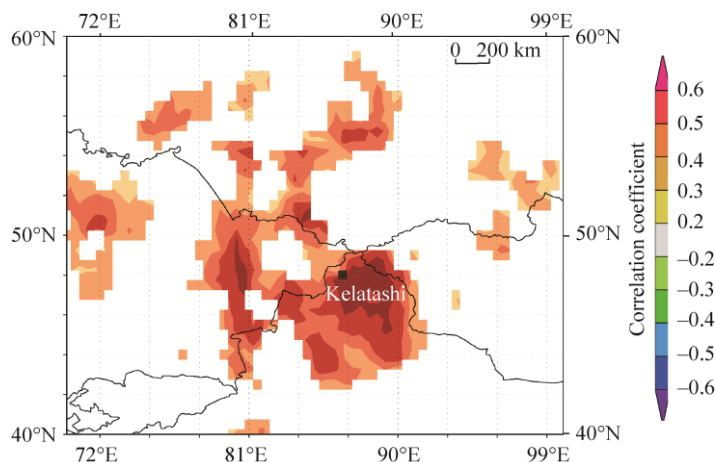 72°E 81°E 90°E 99°E
60°N 60°N
0 200 km
50°N 50°N
Kelatashi
40°N 40°N
72°E 81°E 90°E 99°E
0.6
0.5
0.4
0.3
0.2
–0.2
–0.3
–0.4
–0.5
–0.6
Correlation coefficient